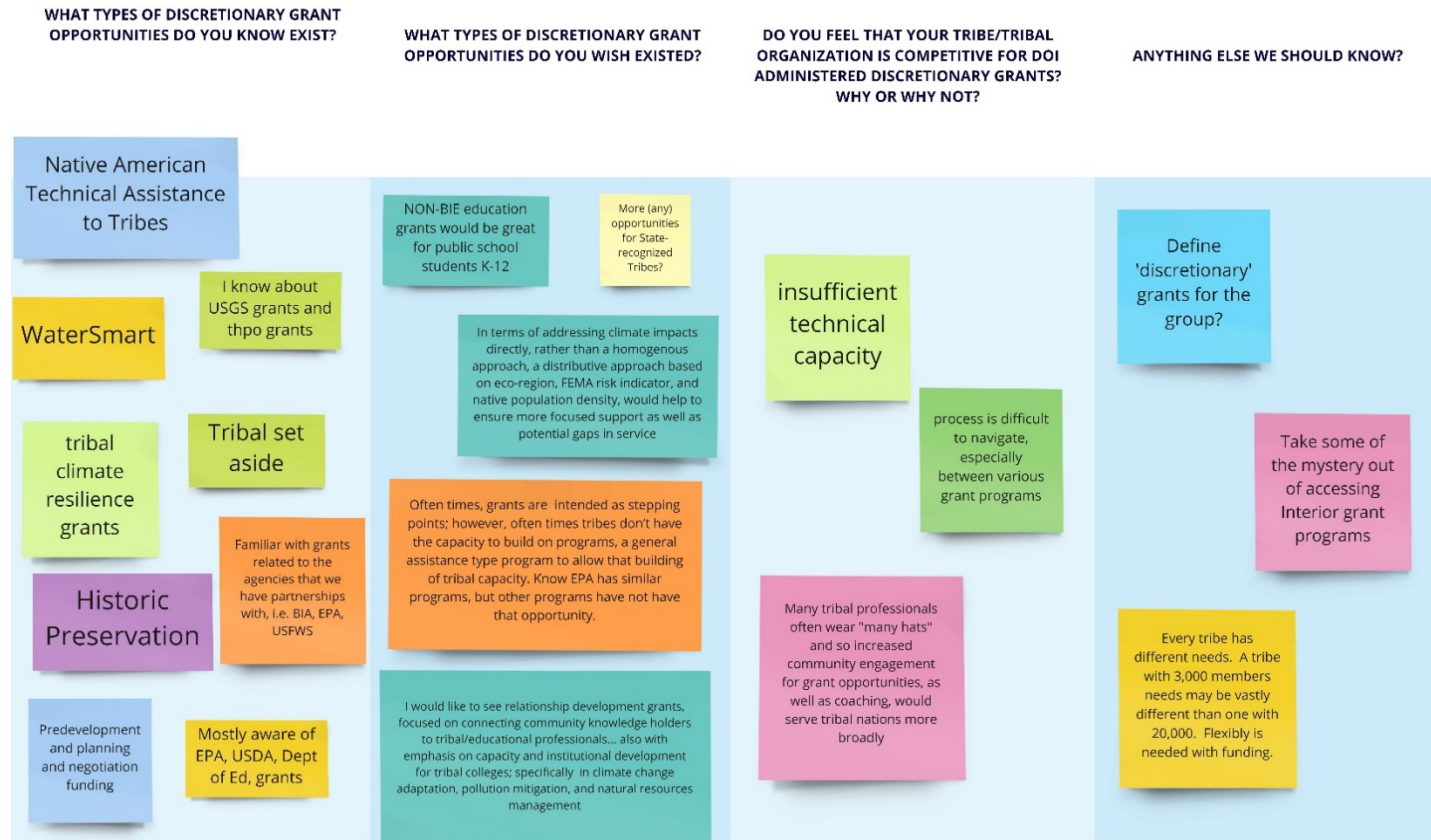 WHAT TYPES OF DISCRETIONARY GRANT
OPPORTUNITIES DO YOU KNOW EXIST?
Native American
Technical Assistance
to Tribes
WaterSmart
I know about
USGS grants and
thpo grants
tribal
climate
resilience
grants
Tribal set
aside
Historic
Preservation
Familiar with grants
related to the
agencies that we
have partnerships
with, i.e. BIA, EPA,
USFWS
Predevelopment
and planning
and negotiation
funding
Mostly aware of
EPA, USDA, Dept
of Ed, grants
WHAT TYPES OF DISCRETIONARY GRANT
OPPORTUNITIES DO YOU WISH EXISTED?
NON-BIE education
grants would be great
for public school
students K-12
More (any)
opportunities
for State-
recognized
Tribes?
In terms of addressing climate impacts
directly, rather than a homogenous
approach, a distributive approach based
on eco-region, FEMA risk indicator, and
native population density, would help to
ensure more focused support as well as
potential gaps in service
Often times, grants are intended as stepping
points; however, often times tribes don't have
the capacity to build on programs, a general
assistance type program to allow that building
of tribal capacity. Know EPA has similar
programs, but other programs have not have
that opportunity.
I would like to see relationship development grants,
focused on connecting community knowledge holders
to tribal/educational professionals... also with
emphasis on capacity and institutional development
for tribal colleges; specifically in climate change
adaptation, pollution mitigation, and natural resources
management
DO YOU FEEL THAT YOUR TRIBE/TRIBAL
ORGANIZATION IS COMPETITIVE FOR DOI
ADMINISTERED DISCRETIONARY GRANTS?
WHY OR WHY NOT?
insufficient
technical
capacity
process is difficult
to navigate,
especially
between various
grant programs
Many tribal professionals
often wear "many hats"
and so increased
community engagement
for grant opportunities, as
well as coaching, would
serve tribal nations more
broadly
ANYTHING ELSE WE SHOULD KNOW?
Define
'discretionary'
grants for the
group?
Take some of
the mystery out
of accessing
Interior grant
programs
Every tribe has
different needs. A tribe
with 3,000 members
needs may be vastly
different than one with
20,000. Flexibly is
needed with funding.